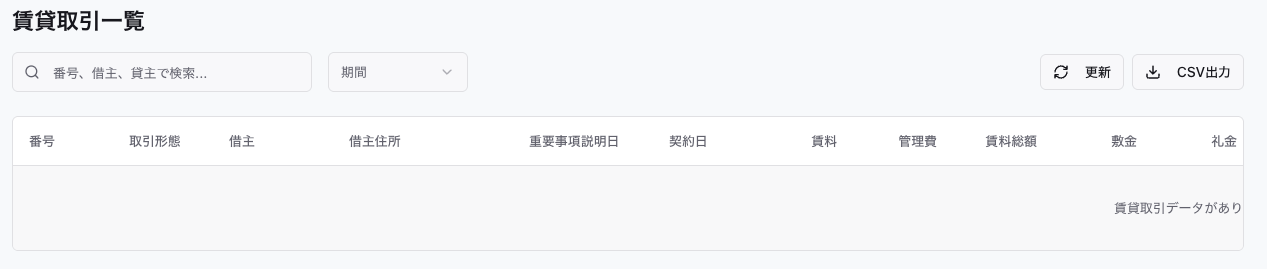 賃貸取引一覧
番号、借主、貸主で検索... 期間 更新 CSV出力
番号 取引形態 借主 借主住所 重要事項説明日 契約日 賃料 管理費 賃料総額 敷金 礼金
賃貸取引データがあり